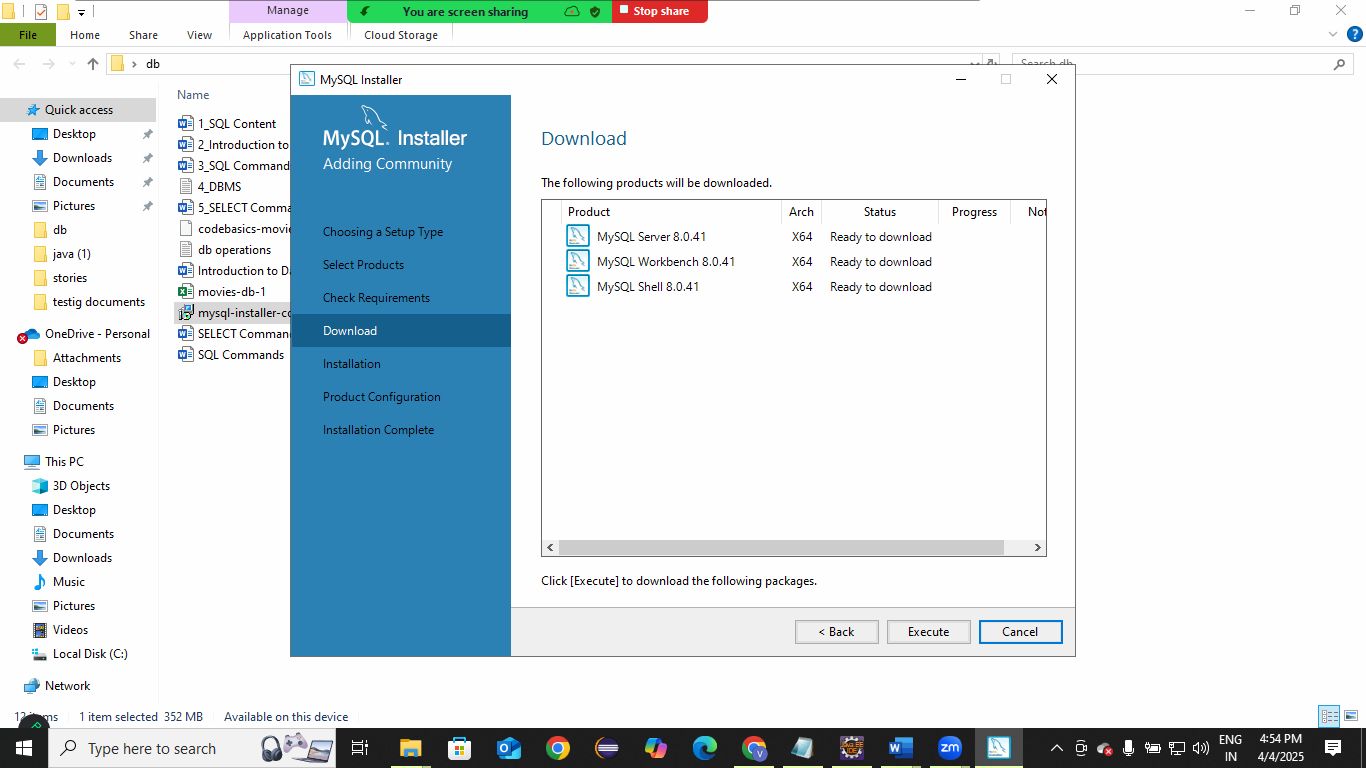 Manage
You are screen sharing
Stop share
File
Home
Share
View
Application Tools
Cloud Storage
db
Search db
Name
Quick access
Desktop
Downloads
Documents
Pictures
db
java (1)
stories
testig documents
OneDrive - Personal
Attachments
Desktop
Documents
Pictures
This PC
3D Objects
Desktop
Documents
Downloads
Music
Pictures
Videos
Local Disk (C:)
Network
1_SQL Content
2_Introduction to
3_SQL Command
4_DBMS
5_SELECT Comma
codebasics-movie
db operations
Introduction to Da
movies-db-1
mysql-installer-co
SELECT Comman
SQL Commands
MySQL Installer
MySQL. Installer
Adding Community
Choosing a Setup Type
Select Products
Check Requirements
Download
Installation
Product Configuration
Installation Complete
Download
The following products will be downloaded.
Product Arch Status Progress Not
MySQL Server 8.0.41 X64 Ready to download
MySQL Workbench 8.0.41 X64 Ready to download
MySQL Shell 8.0.41 X64 Ready to download
Click [Execute] to download the following packages.
< Back Execute Cancel
12 items 1 item selected 352 MB Available on this device
Type here to search
zm
ENG
IN
4:54 PM
4/4/2025